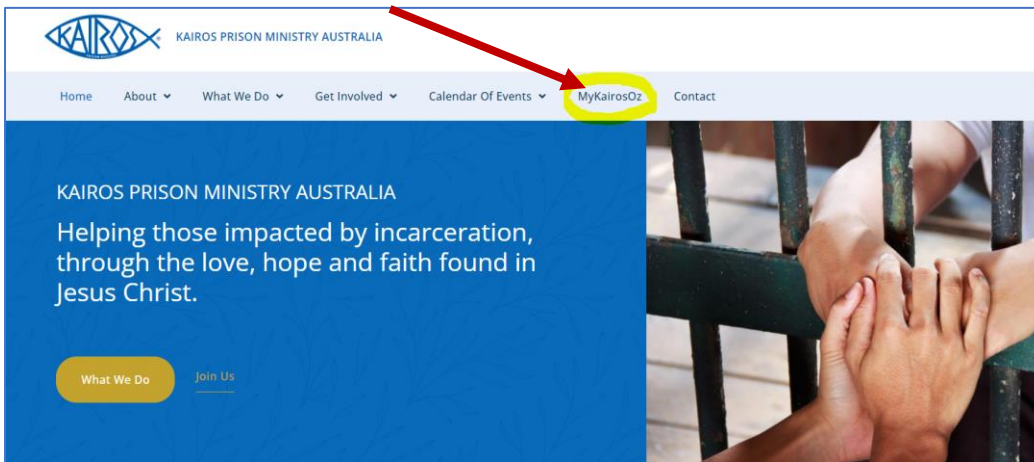 KAIROS
KAIROS PRISON MINISTRY AUSTRALIA
Home About What We Do Get Involved Calendar Of Events MyKairosOz Contact
KAIROS PRISON MINISTRY AUSTRALIA
Helping those impacted by incarceration,
through the love, hope and faith found in
Jesus Christ.
What We Do Join Us